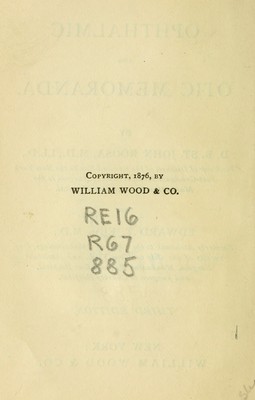 COPYRIGHT, 1876, BY
WILLIAM WOOD & CO.
RE16
R67
885